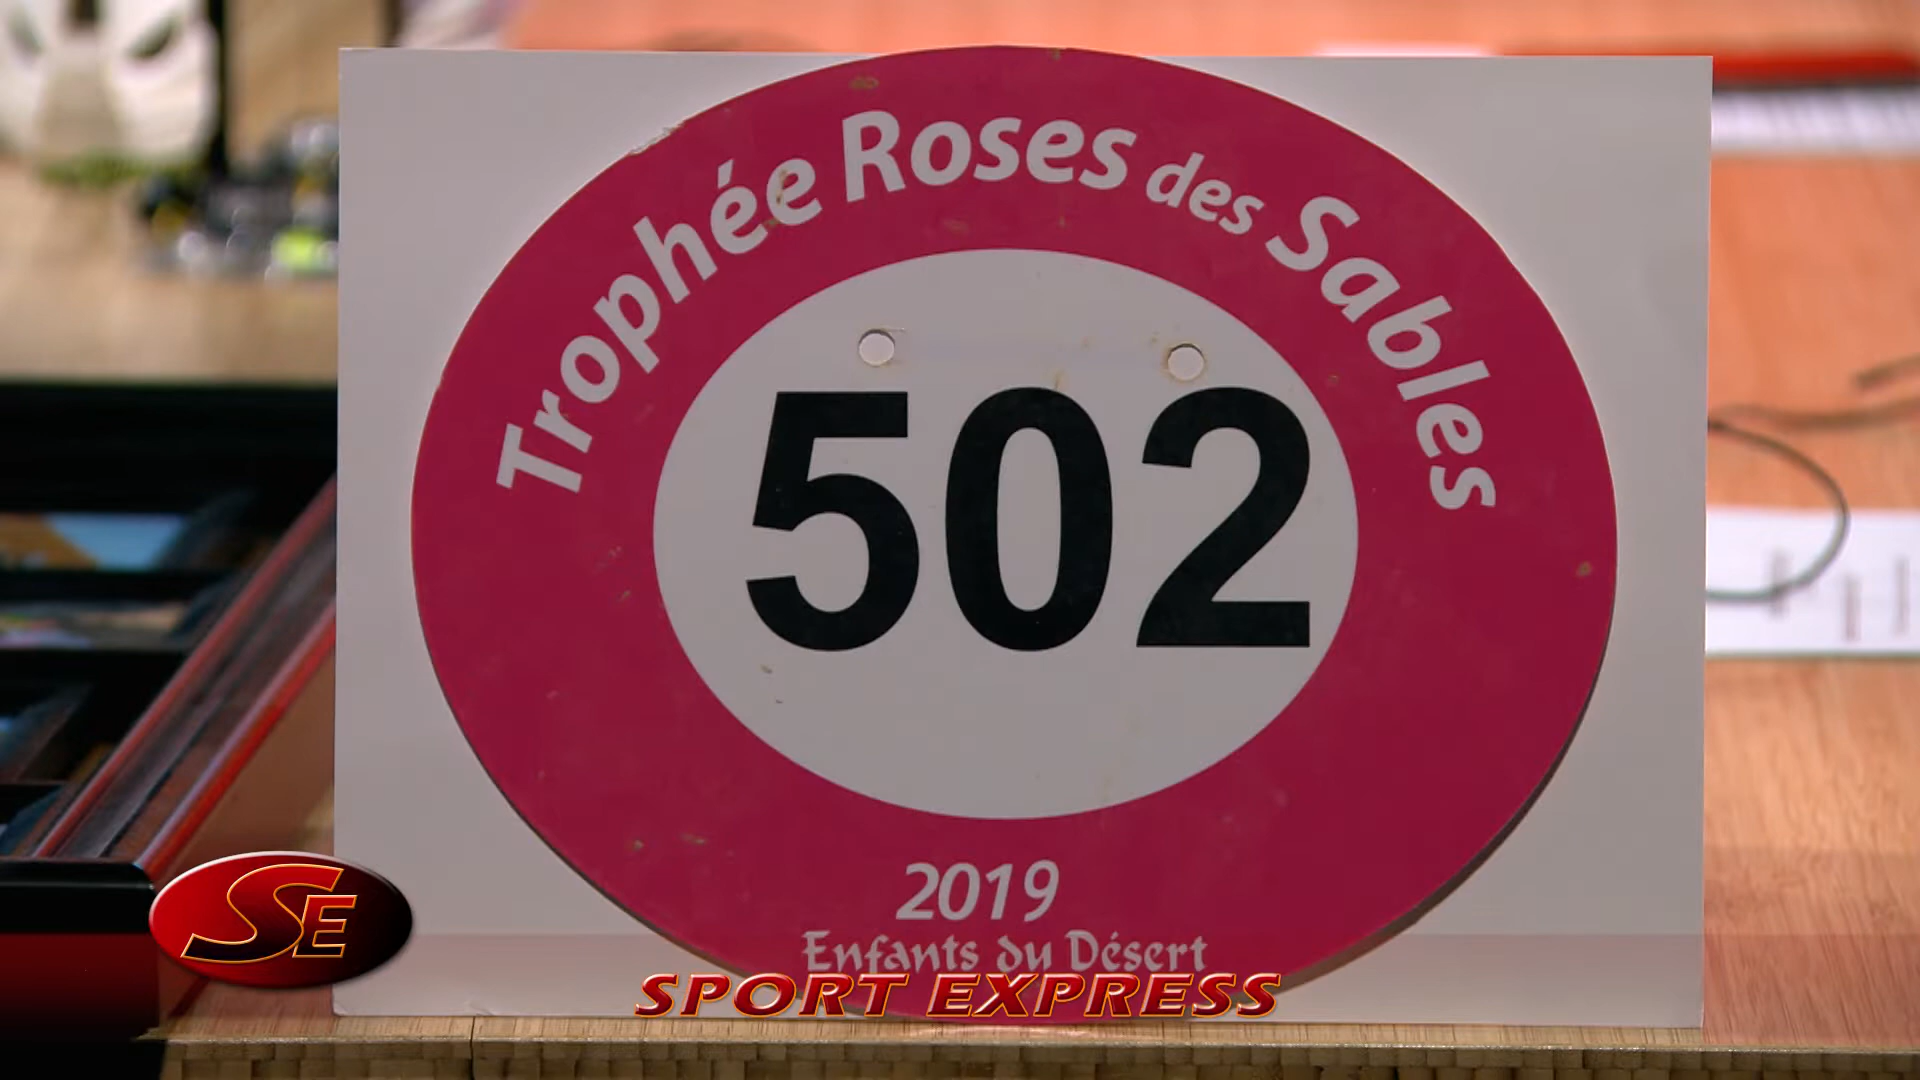 Trophée Roses des Sables
502
2019
Enfants du Désert
SE
SPORT EXPRESS